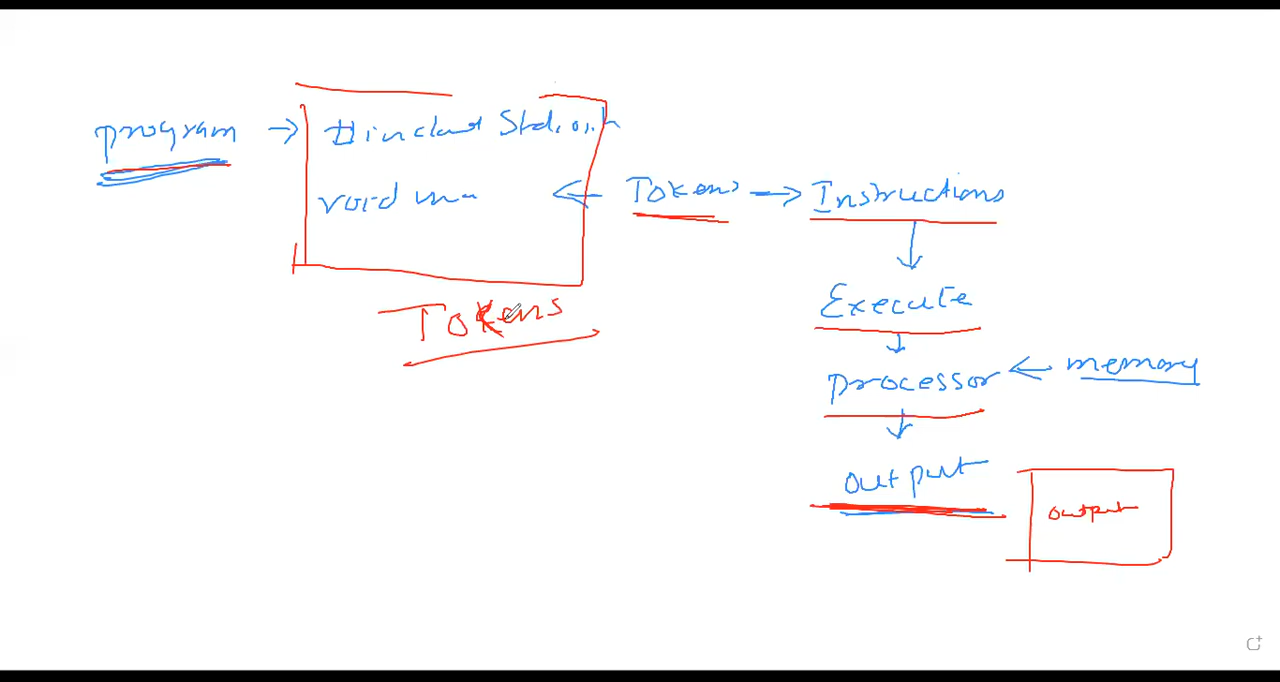 program → #include Stdio.h
void ma
← Tokens → Instructions
Tokens
Execute
processor ← memory
output
output